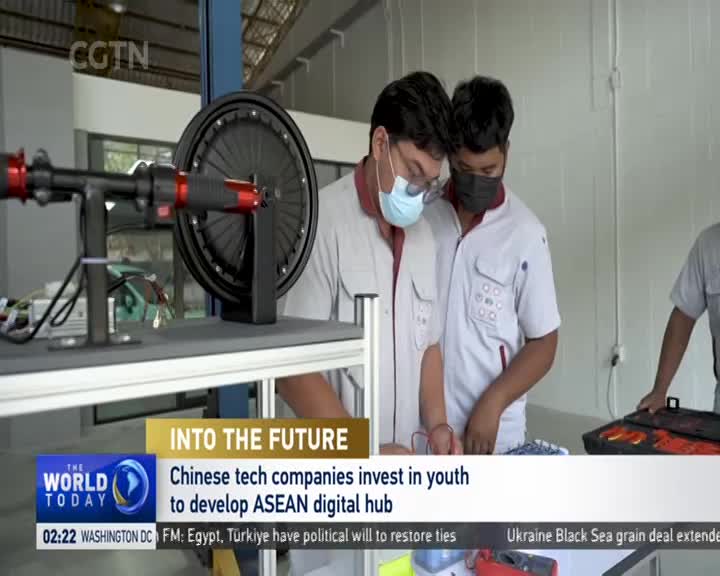 CGTN
INTO THE FUTURE
Chinese tech companies invest in youth
to develop ASEAN digital hub
THE
WORLD
TODAY
02:22 WASHINGTON DC
FM: Egypt, Türkiye have political will to restore ties Ukraine Black Sea grain deal extende